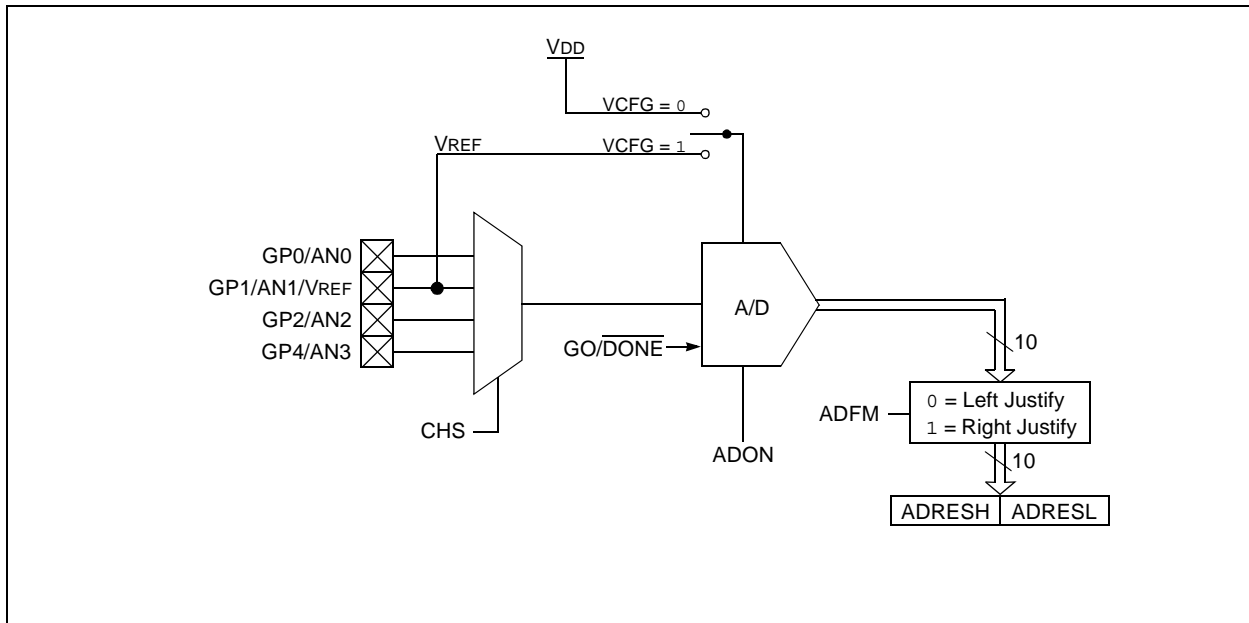 VDD
VCFG = 0
VREF
VCFG = 1
GP0/AN0
GP1/AN1/VREF
GP2/AN2
GP4/AN3
A/D
GO/DONE
10
CHS
ADON
ADFM
0 = Left Justify
1 = Right Justify
10
ADRESH
ADRESL